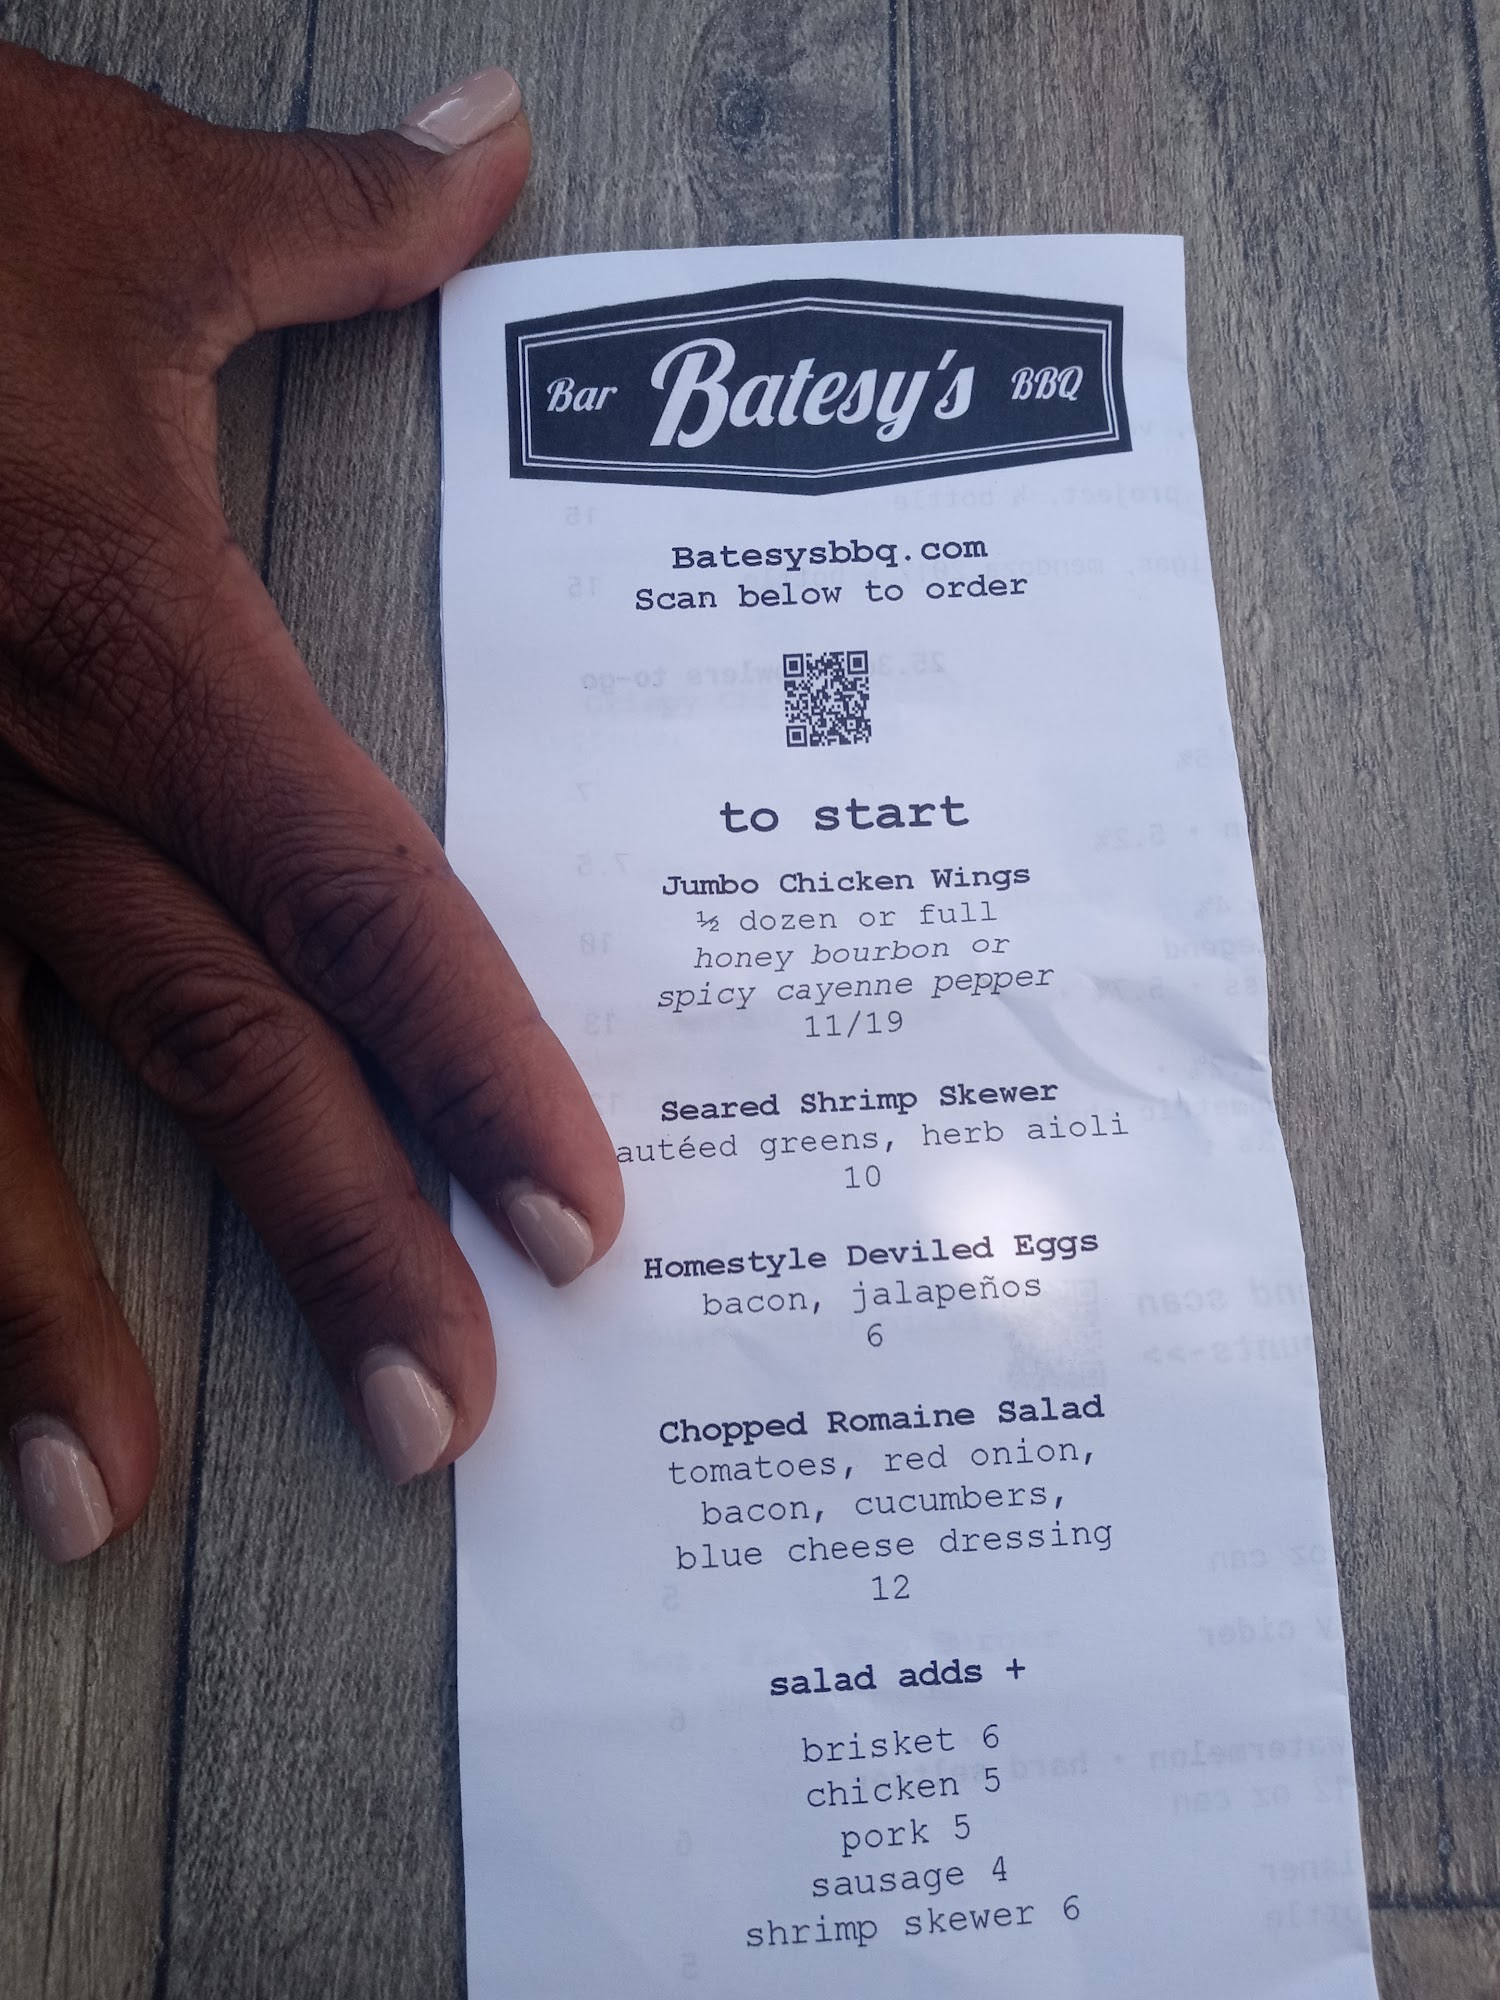 Bar Batesy's BBQ
Batesysbbq.com
Scan below to order
to start
Jumbo Chicken Wings
½ dozen or full
honey bourbon or
spicy cayenne pepper
11/19
Seared Shrimp Skewer
autéed greens, herb aioli
10
Homestyle Deviled Eggs
bacon, jalapeños
6
Chopped Romaine Salad
tomatoes, red onion,
bacon, cucumbers,
blue cheese dressing
12
salad adds +
brisket 6
chicken 5
pork 5
sausage 4
shrimp skewer 6